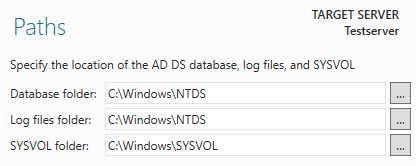 Paths
TARGET SERVER
Testserver
Specify the location of the AD DS database, log files, and SYSVOL
Database folder: C:\Windows\NTDS ...
Log files folder: C:\Windows\NTDS ...
SYSVOL folder: C:\Windows\SYSVOL ...